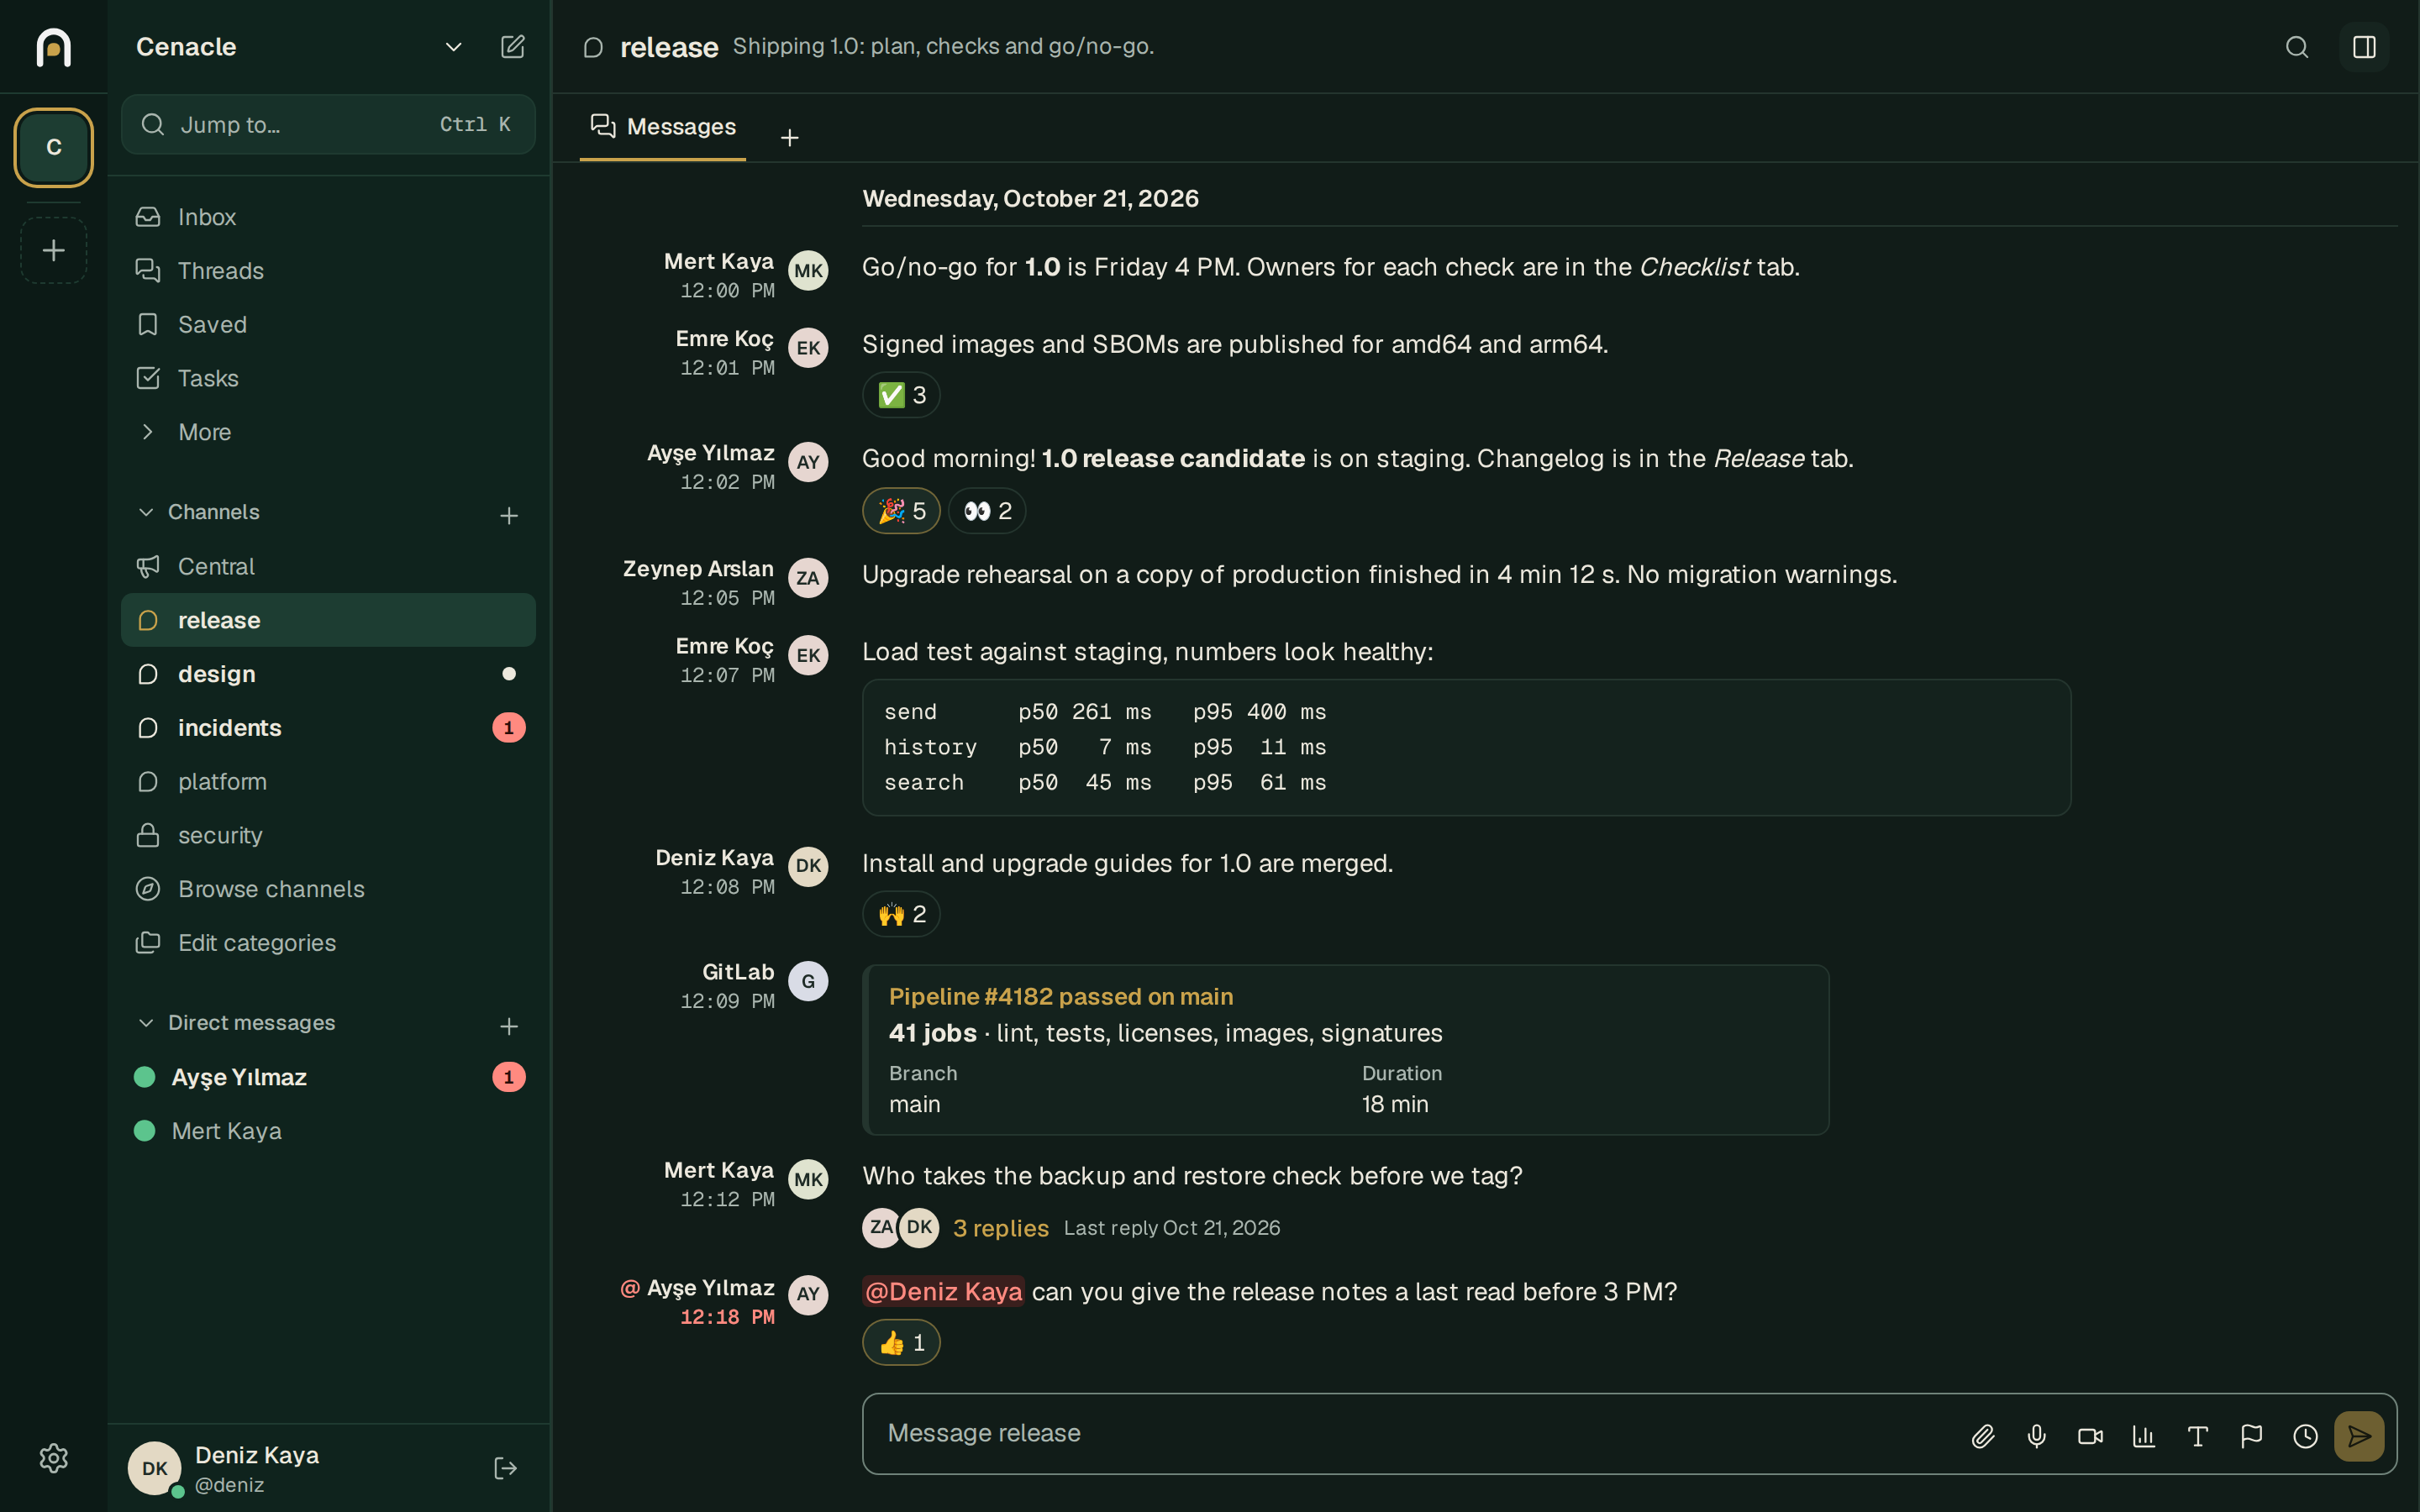 Cenacle
C
Jump to…
Ctrl K
Inbox
Threads
Saved
Tasks
More
Channels
Central
release
design
incidents 1
platform
security
Browse channels
Edit categories
Direct messages
Ayşe Yılmaz 1
Mert Kaya
DK
Deniz Kaya
@deniz
release Shipping 1.0: plan, checks and go/no-go.
Messages
Wednesday, October 21, 2026
Mert Kaya MK Go/no-go for 1.0 is Friday 4 PM. Owners for each check are in the Checklist tab.
12:00 PM
Emre Koç EK Signed images and SBOMs are published for amd64 and arm64.
12:01 PM
✅ 3
Ayşe Yılmaz AY Good morning! 1.0 release candidate is on staging. Changelog is in the Release tab.
12:02 PM
🎉 5 👀 2
Zeynep Arslan ZA Upgrade rehearsal on a copy of production finished in 4 min 12 s. No migration warnings.
12:05 PM
Emre Koç EK Load test against staging, numbers look healthy:
12:07 PM
send p50 261 ms p95 400 ms
history p50 7 ms p95 11 ms
search p50 45 ms p95 61 ms
Deniz Kaya DK Install and upgrade guides for 1.0 are merged.
12:08 PM
🙌 2
GitLab G
12:09 PM
Pipeline #4182 passed on main
41 jobs · lint, tests, licenses, images, signatures
Branch Duration
main 18 min
Mert Kaya MK Who takes the backup and restore check before we tag?
12:12 PM
ZA DK 3 replies Last reply Oct 21, 2026
@ Ayşe Yılmaz AY @Deniz Kaya can you give the release notes a last read before 3 PM?
12:18 PM
👍 1
Message release